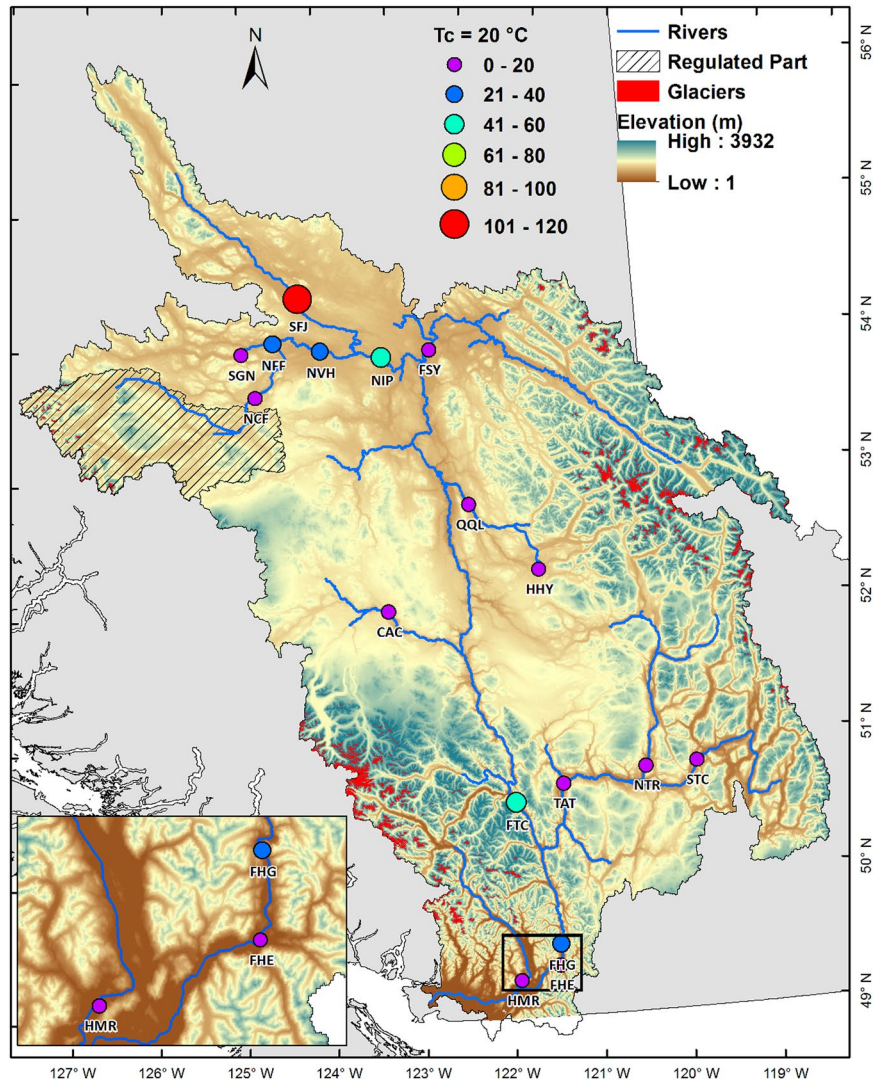 N
Tc = 20 °C
0 - 20
21 - 40
41 - 60
61 - 80
81 - 100
101 - 120
Rivers
Regulated Part
Glaciers
Elevation (m)
High : 3932
Low : 1
56° N
55° N
54° N
53° N
52° N
51° N
50° N
49° N
SFJ
SGN
NFF
NVH
NIP
FSY
NCF
QQL
HHY
CAC
NTR
STC
TAT
FTC
FHG
FHE
HMR
FHG
FHE
HMR
127° W
126° W
125° W
124° W
123° W
122° W
121° W
120° W
119° W